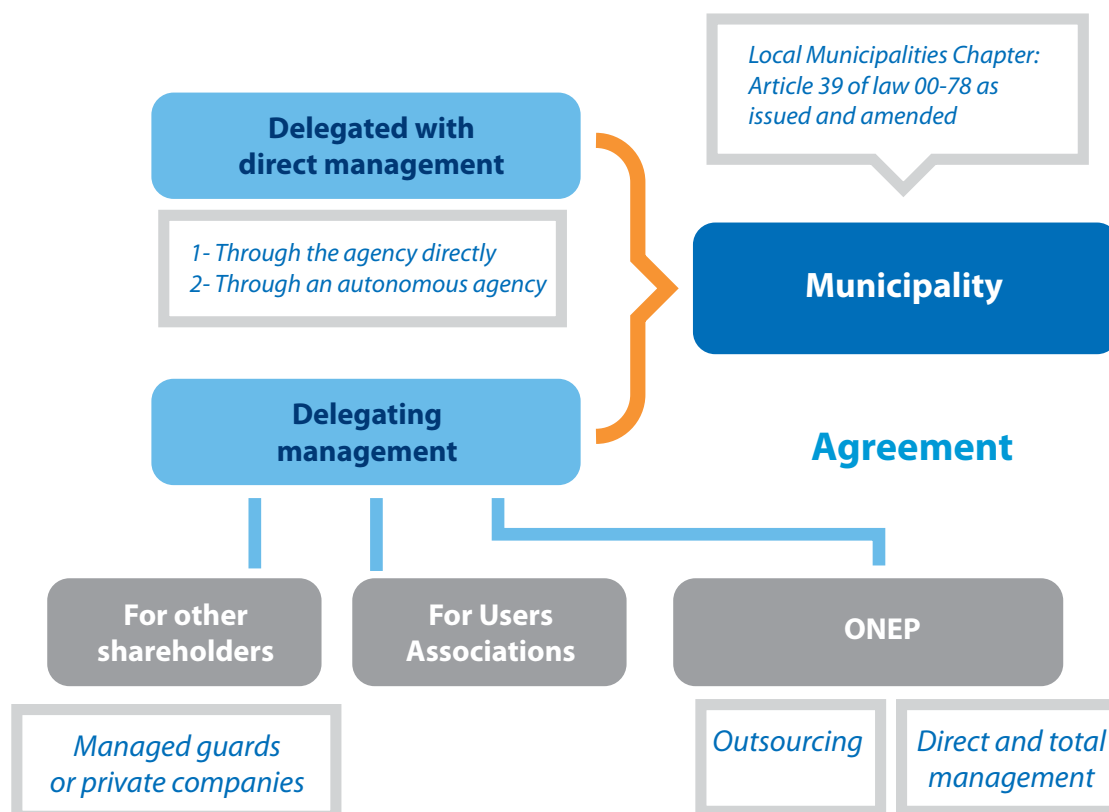 Local Municipalities Chapter:
Article 39 of law 00-78 as
issued and amended
Delegated with
direct management
1- Through the agency directly
2- Through an autonomous agency
Municipality
Delegating
management
Agreement
For other
shareholders
For Users
Associations
ONEP
Managed guards
or private companies
Outsourcing
Direct and total
management